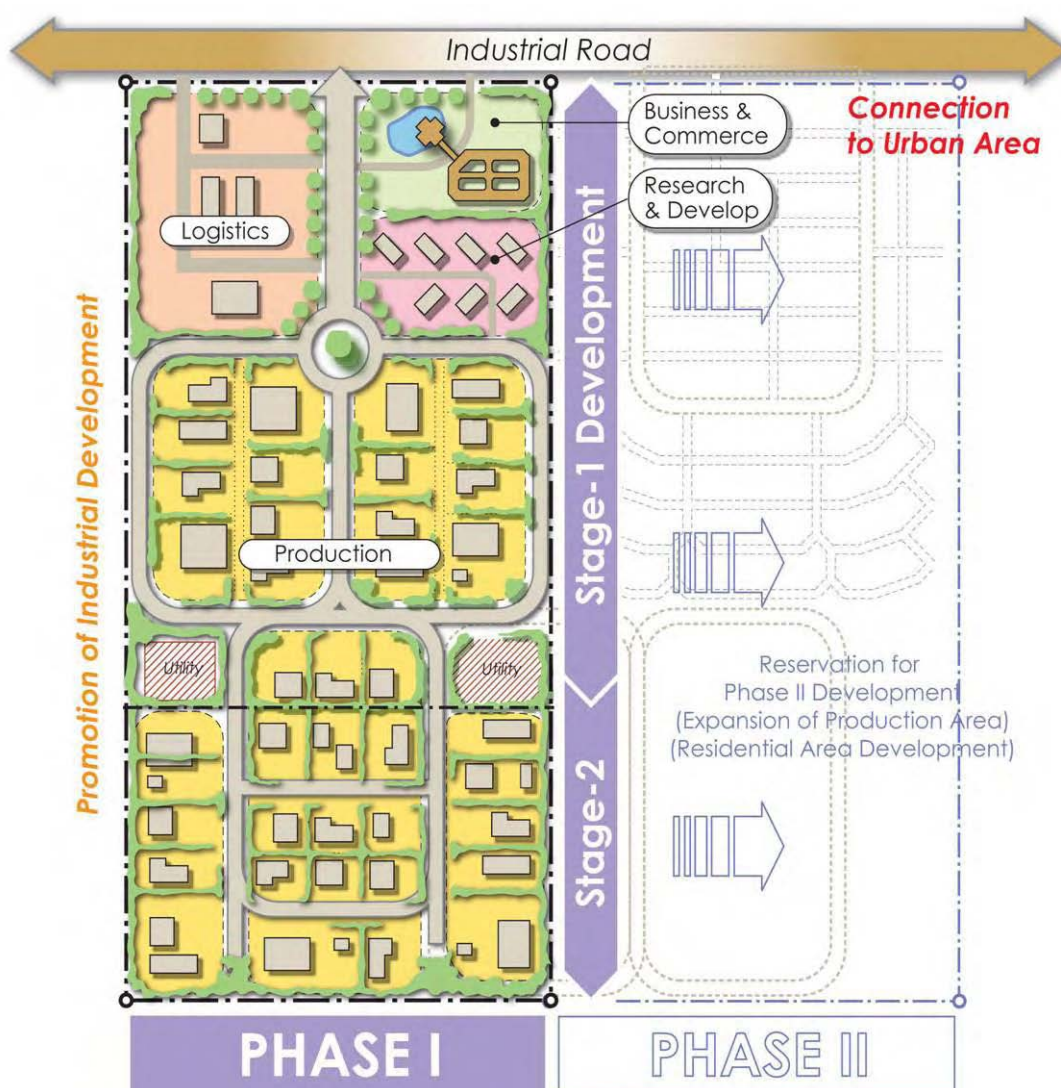 Industrial Road
Business &
Commerce
Connection
to Urban Area
Research
& Develop
Logistics
Promotion of Industrial Development
Stage-1 Development
Production
Utility
Utility
Reservation for
Phase II Development
(Expansion of Production Area)
(Residential Area Development)
Stage-2
PHASE I
PHASE II